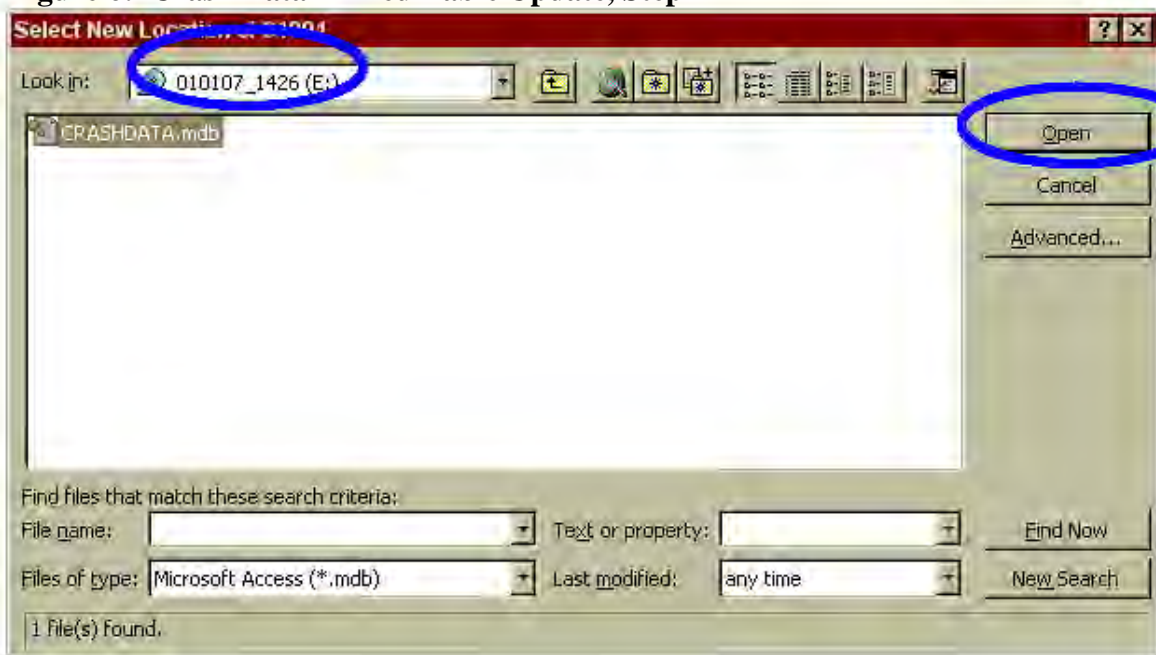 Select New Location of
Look in:
010107_1426 (E:)
CRASHDATA.mdb
Open
Cancel
Advanced...
Find files that match these search criteria:
File name:
Text or property:
Find Now
Files of type:
Microsoft Access (*.mdb)
Last modified:
any time
New Search
1 file(s) found.